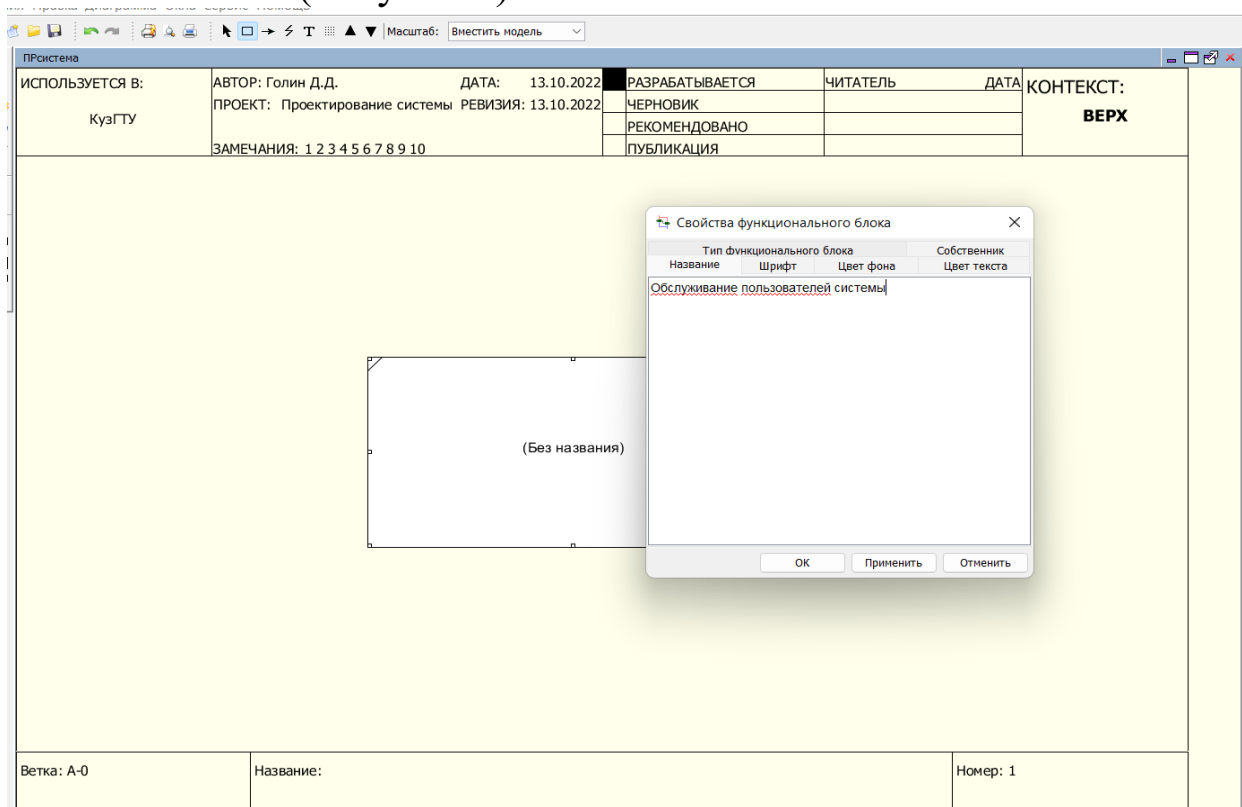 Масштаб: Вместить модель
ПРсистема
ИСПОЛЬЗУЕТСЯ В: АВТОР: Голин Д.Д. ДАТА: 13.10.2022 РАЗРАБАТЫВАЕТСЯ ЧИТАТЕЛЬ ДАТА КОНТЕКСТ:
ПРОЕКТ: Проектирование системы РЕВИЗИЯ: 13.10.2022 ЧЕРНОВИК
КузГТУ РЕКОМЕНДОВАНО ВЕРХ
ЗАМЕЧАНИЯ: 1 2 3 4 5 6 7 8 9 10 ПУБЛИКАЦИЯ
Свойства функционального блока
Тип функционального блока Собственник
Название Шрифт Цвет фона Цвет текста
Обслуживание пользователей системы
(Без названия)
ОК Применить Отменить
Ветка: A-0 Название: Номер: 1